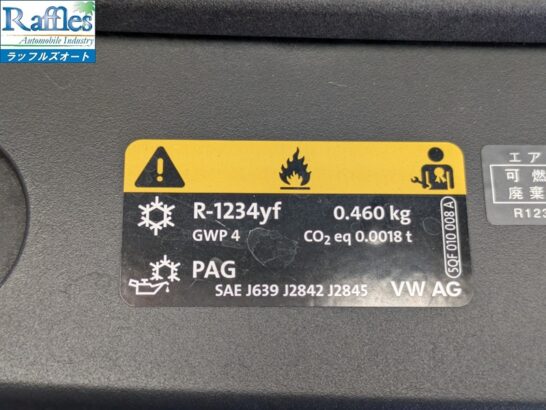 Raffles
Automobile Industry
ラッフルズオート
R-1234yf 0.460 kg
GWP 4 CO₂ eq 0.0018 t
PAG
SAE J639 J2842 J2845 VW AG
5QF 010 008 A
エア
可燃
廃棄
R123